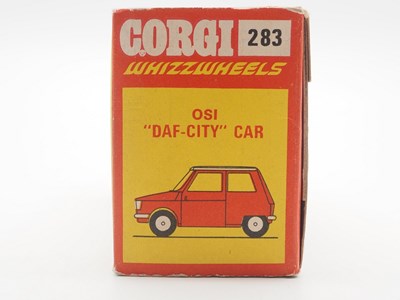 CORGI 283
WHIZZWHEELS
OSI
"DAF-CITY" CAR